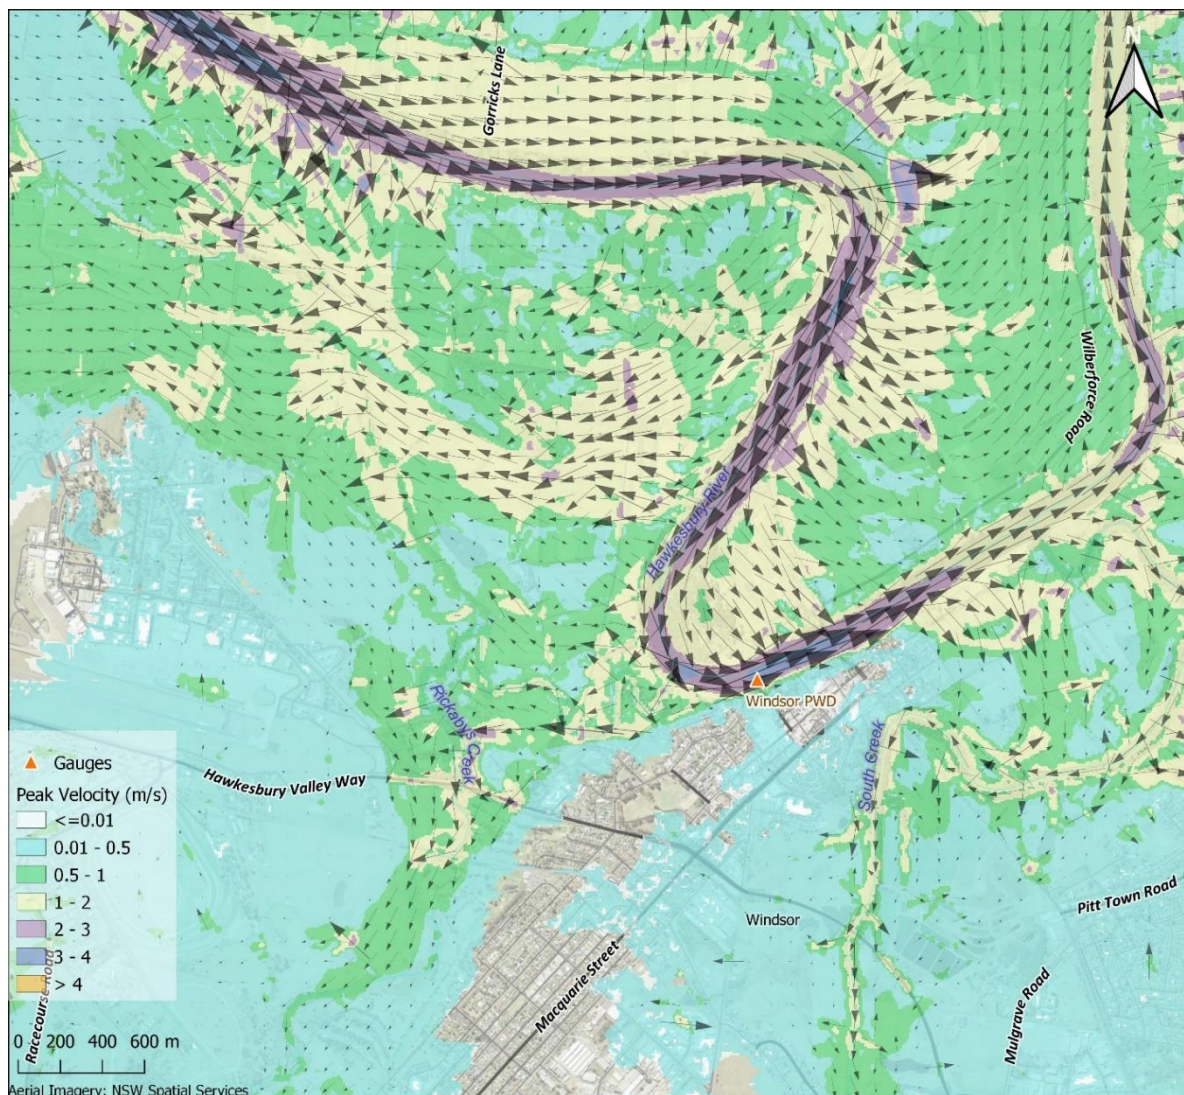 N
Gorricks Lane
Wilberforce Road
Hawkesbury River
Windsor PWD
Rickabys Creek
South Creek
Hawkesbury Valley Way
Windsor
Pitt Town Road
Macquarie Street
Mulgrave Road
Racecourse Road
Gauges
Peak Velocity (m/s)
<=0.01
0.01 - 0.5
0.5 - 1
1 - 2
2 - 3
3 - 4
> 4
0 200 400 600 m
Aerial Imagery: NSW Spatial Services